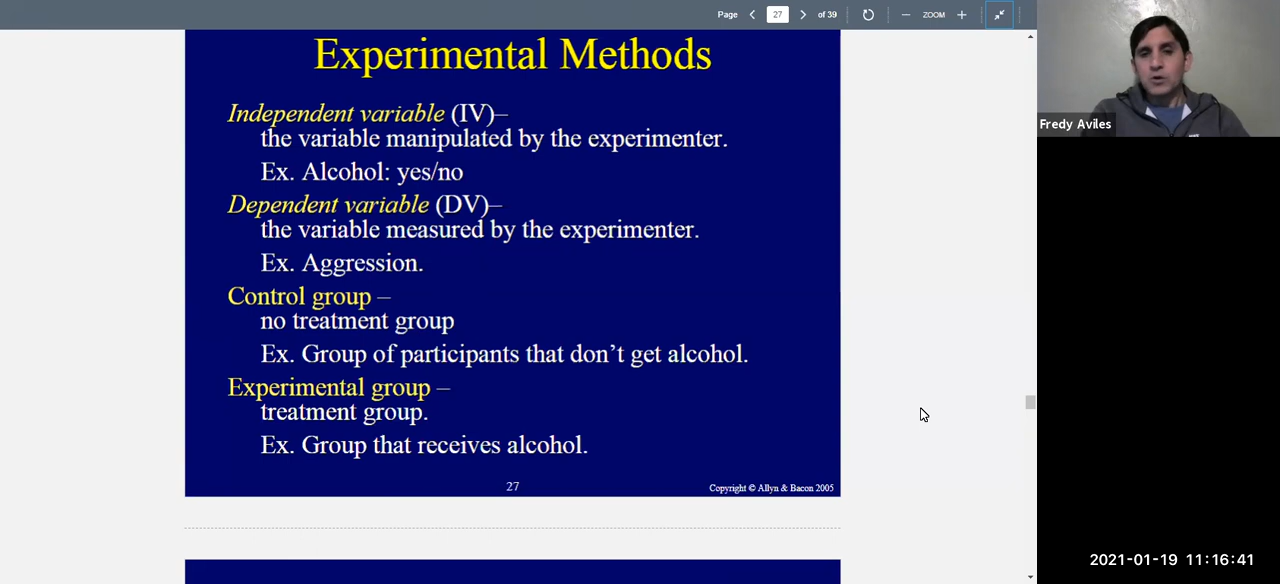 Page 27 of 39 ZOOM
Experimental Methods
Independent variable (IV)–
the variable manipulated by the experimenter.
Ex. Alcohol: yes/no
Dependent variable (DV)–
the variable measured by the experimenter.
Ex. Aggression.
Control group –
no treatment group
Ex. Group of participants that don’t get alcohol.
Experimental group –
treatment group.
Ex. Group that receives alcohol.
27
Copyright © Allyn & Bacon 2005
Fredy Aviles
2021-01-19 11:16:41